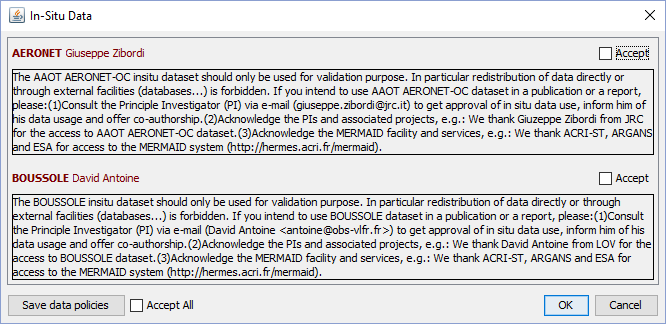 In-Situ Data
AERONET Giuseppe Zibordi
Accept
The AAOT AERONET-OC insitu dataset should only be used for validation purpose. In particular redistribution of data directly or
through external facilities (databases...) is forbidden. If you intend to use AAOT AERONET-OC dataset in a publication or a report,
please:(1)Consult the Principle Investigator (PI) via e-mail (giuseppe.zibordi@jrc.it) to get approval of in situ data use, inform him of
his data usage and offer co-authorship.(2)Acknowledge the PIs and associated projects, e.g.: We thank Giuzeppe Zibordi from JRC
for the access to AAOT AERONET-OC dataset.(3)Acknowledge the MERMAID facility and services, e.g.: We thank ACRI-ST, ARGANS
and ESA for access to the MERMAID system (http://hermes.acri.fr/mermaid).
BOUSSOLE David Antoine
Accept
The BOUSSOLE insitu dataset should only be used for validation purpose. In particular redistribution of data directly or through
external facilities (databases...) is forbidden. If you intend to use BOUSSOLE dataset in a publication or a report, please:(1)Consult
the Principle Investigator (PI) via e-mail (David Antoine <antoine@obs-vlfr.fr>) to get approval of in situ data use, inform him of his
data usage and offer co-authorship.(2)Acknowledge the PIs and associated projects, e.g.: We thank David Antoine from LOV for the
access to BOUSSOLE dataset.(3)Acknowledge the MERMAID facility and services, e.g.: We thank ACRI-ST, ARGANS and ESA for
access to the MERMAID system (http://hermes.acri.fr/mermaid).
Save data policies
Accept All
OK
Cancel